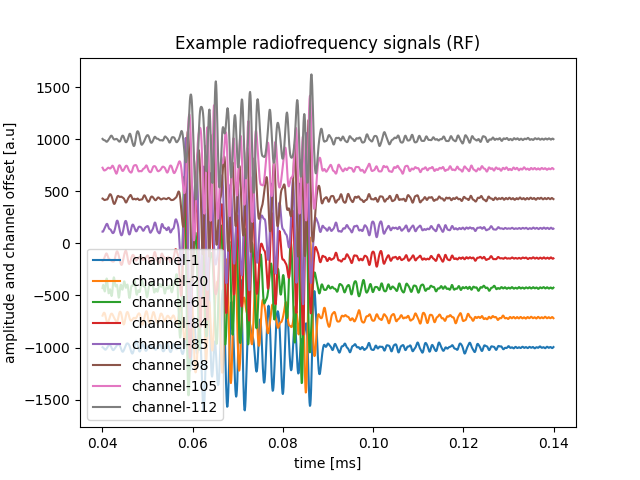 Example radiofrequency signals (RF)
amplitude and channel offset [a.u]
1500
1000
500
0
−500
−1000
−1500
channel-1
channel-20
channel-61
channel-84
channel-85
channel-98
channel-105
channel-112
0.04 0.06 0.08 0.10 0.12 0.14
time [ms]